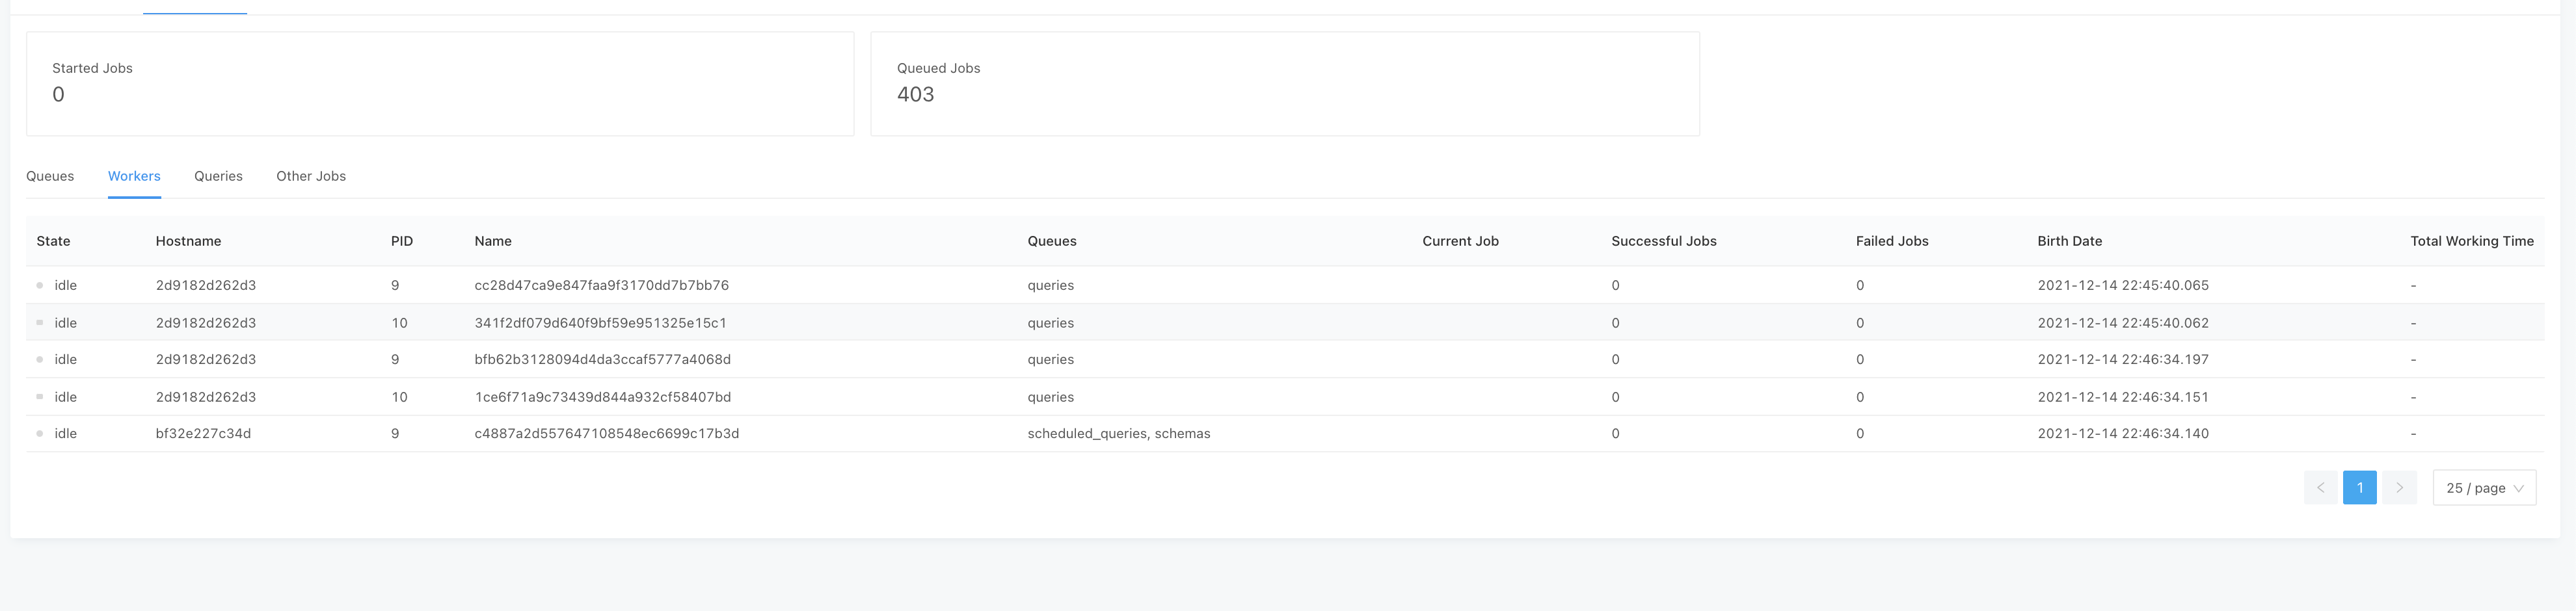 Started Jobs
0
Queued Jobs
403
Queues Workers Queries Other Jobs
State Hostname PID Name Queues Current Job Successful Jobs Failed Jobs Birth Date Total Working Time
idle 2d9182d262d3 9 cc28d47ca9e847faa9f3170dd7b7bb76 queries 0 0 2021-12-14 22:45:40.065 -
idle 2d9182d262d3 10 341f2df079d640f9bf59e951325e15c1 queries 0 0 2021-12-14 22:45:40.062 -
idle 2d9182d262d3 9 bfb62b3128094d4da3ccaf5777a4068d queries 0 0 2021-12-14 22:46:34.197 -
idle 2d9182d262d3 10 1ce6f71a9c73439d844a932cf58407bd queries 0 0 2021-12-14 22:46:34.151 -
idle bf32e227c34d 9 c4887a2d557647108548ec6699c17b3d scheduled_queries, schemas 0 0 2021-12-14 22:46:34.140 -
< 1 > 25 / page